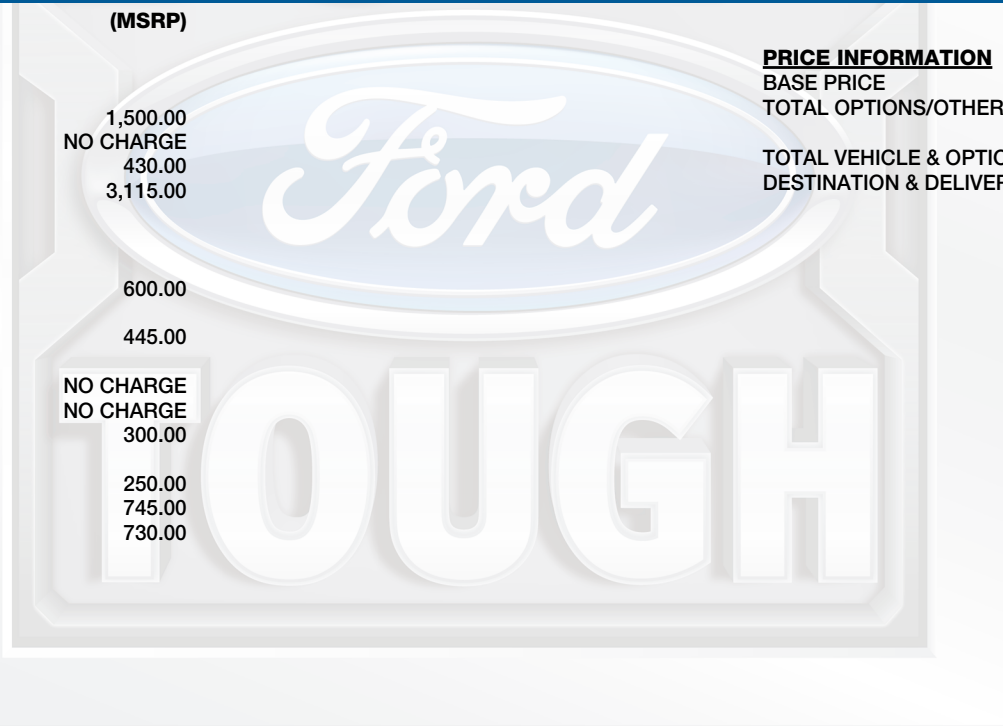 (MSRP)
1,500.00
NO CHARGE
430.00
3,115.00
600.00
445.00
NO CHARGE
NO CHARGE
300.00
250.00
745.00
730.00
PRICE INFORMATION
BASE PRICE
TOTAL OPTIONS/OTHER
TOTAL VEHICLE & OPTIO
DESTINATION & DELIVER
Ford
TOUGH